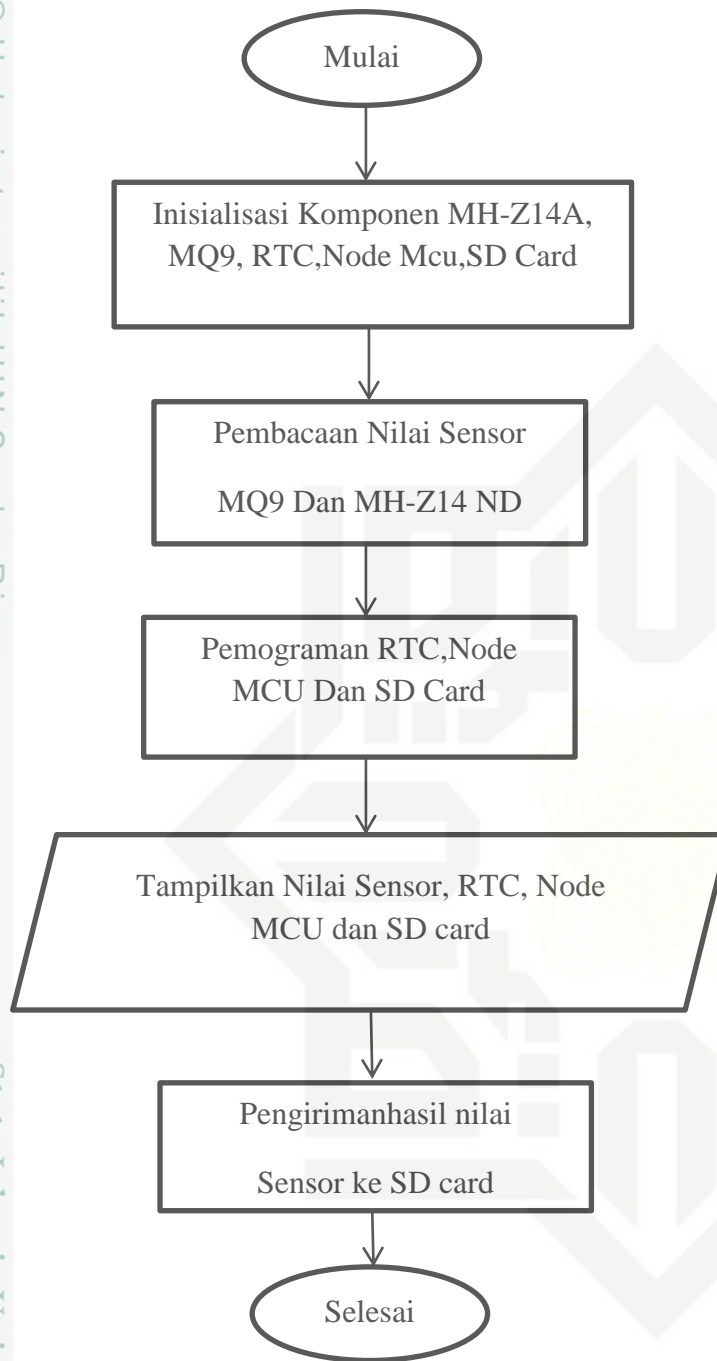 Mulai
Inisialisasi Komponen MH-Z14A,
MQ9, RTC,Node Mcu,SD Card
Pembacaan Nilai Sensor
MQ9 Dan MH-Z14 ND
Pemograman RTC,Node
MCU Dan SD Card
Tampilkan Nilai Sensor, RTC, Node
MCU dan SD card
Pengirimanhasil nilai
Sensor ke SD card
Selesai